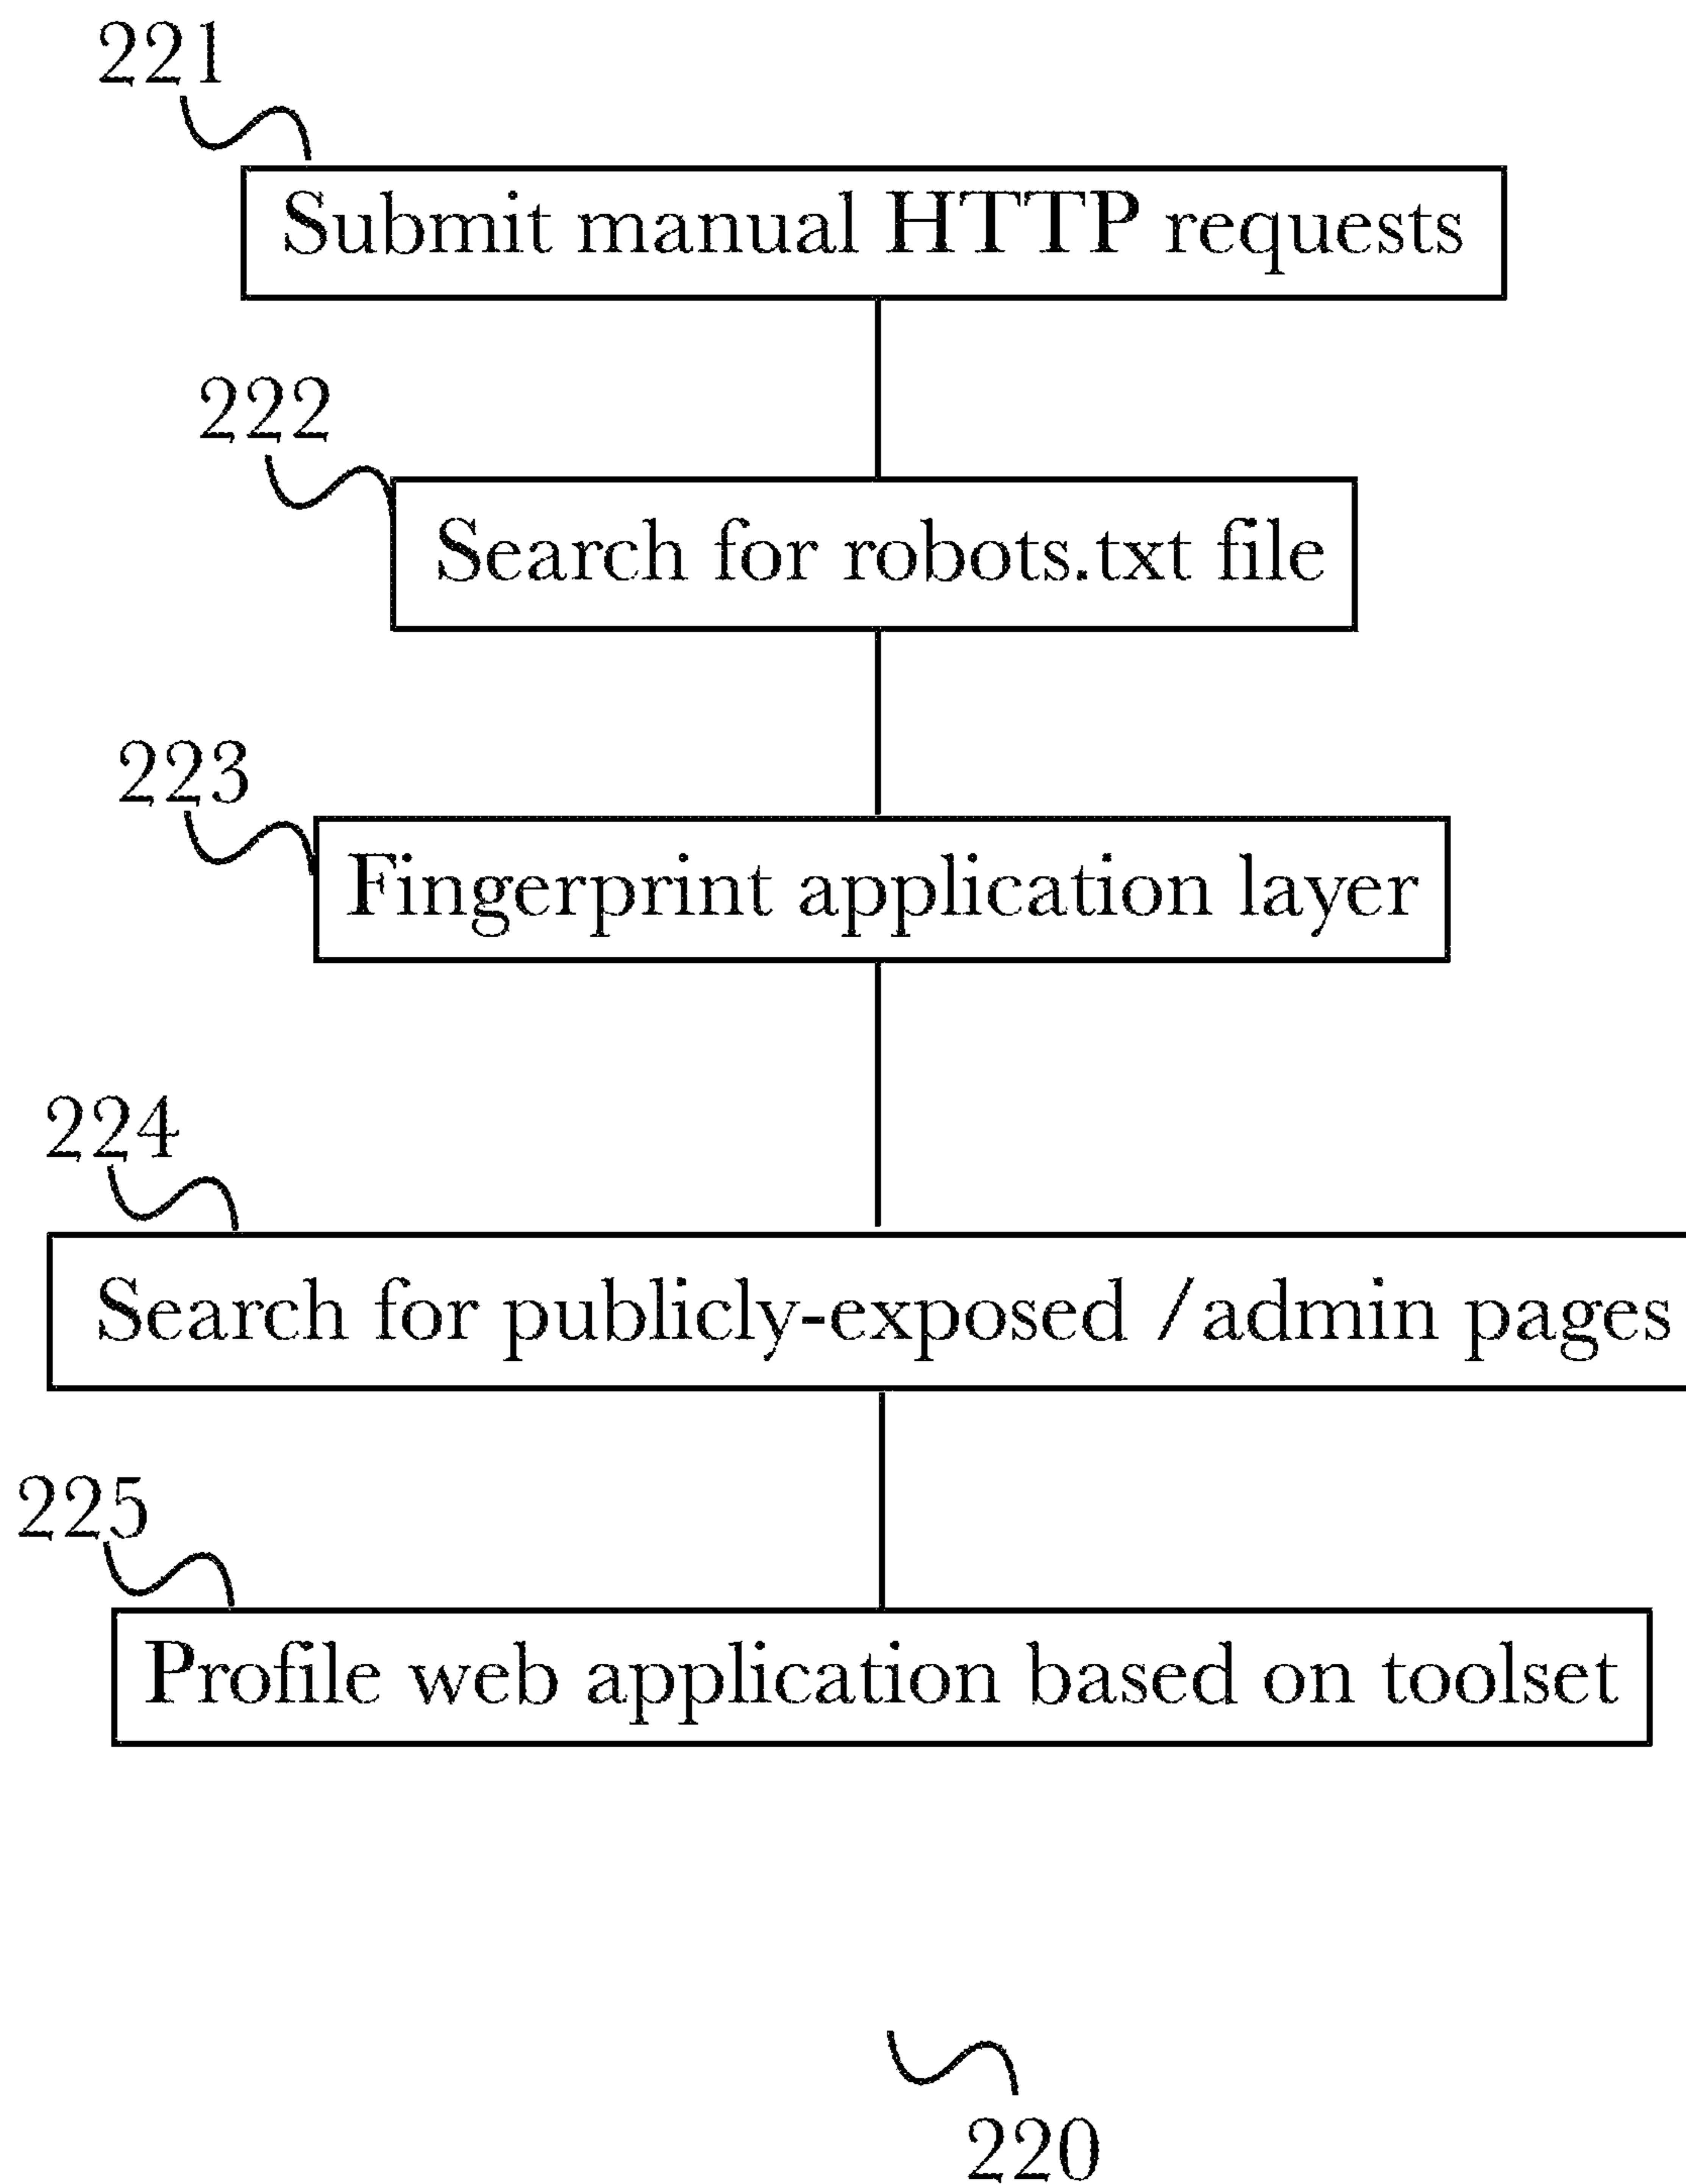 221
Submit manual HTTP requests
222
Search for robots.txt file
223
Fingerprint application layer
224
Search for publicly-exposed /admin pages
225
Profile web application based on toolset
220